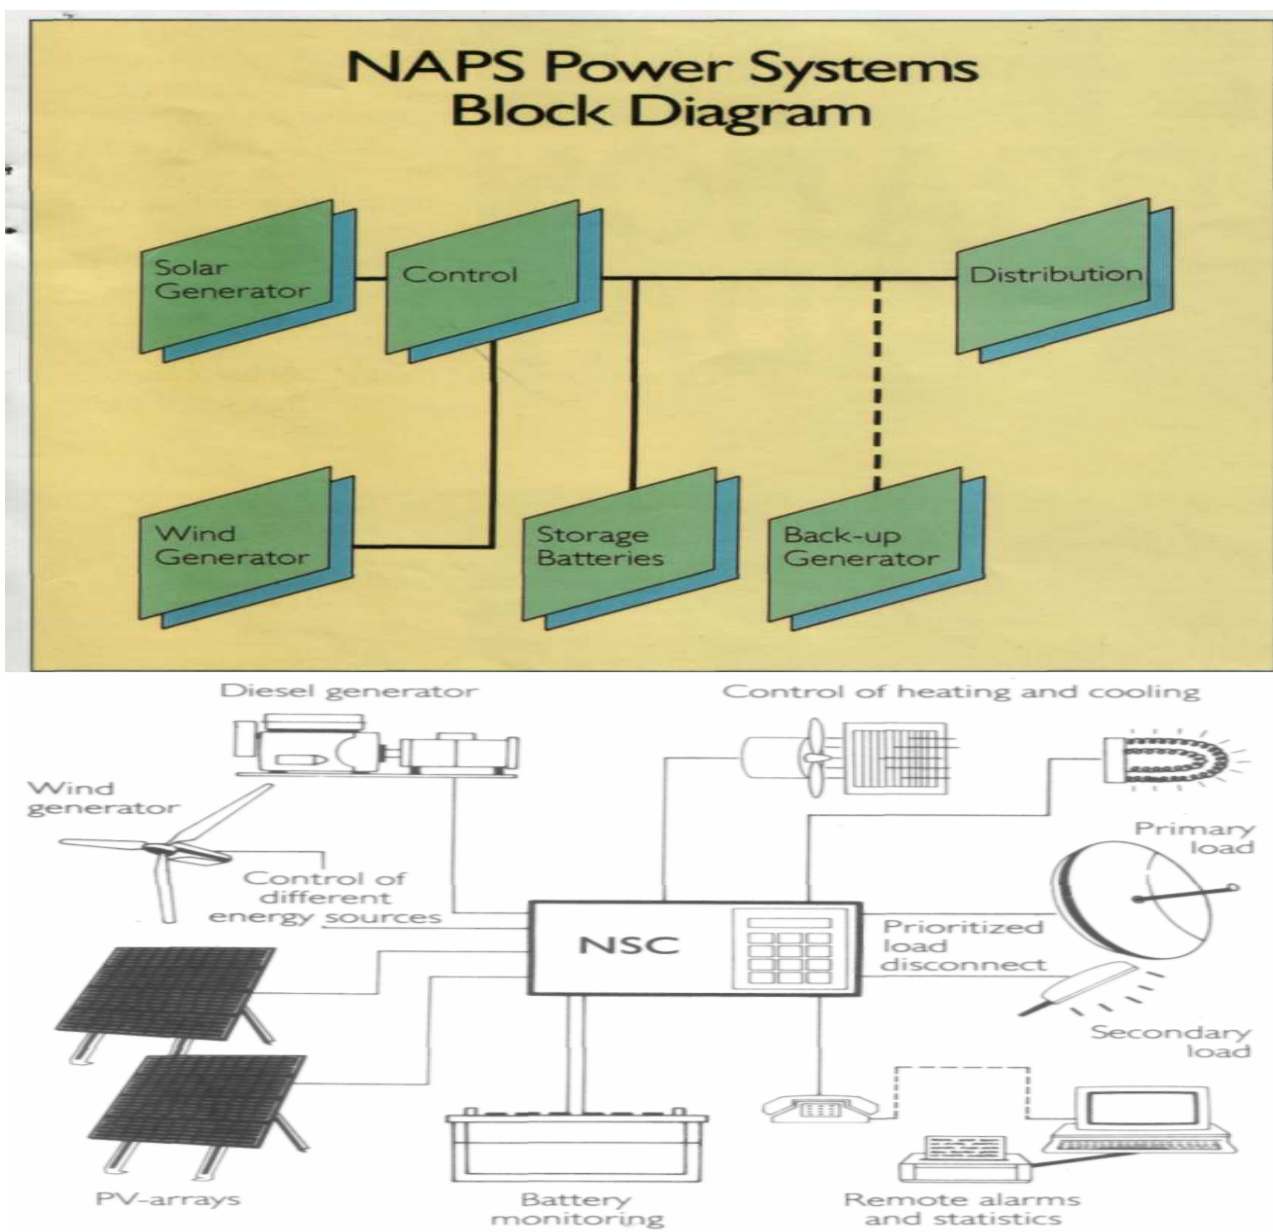 NAPS Power Systems
Block Diagram
Solar
Generator
Control
Distribution
Wind
Generator
Storage
Batteries
Back-up
Generator
Diesel generator
Control of heating and cooling
Wind
generator
Primary
load
Control of
different
energy sources
NSC
Prioritized
load
disconnect
Secondary
load
PV-arrays
Battery
monitoring
Remote alarms
and statistics